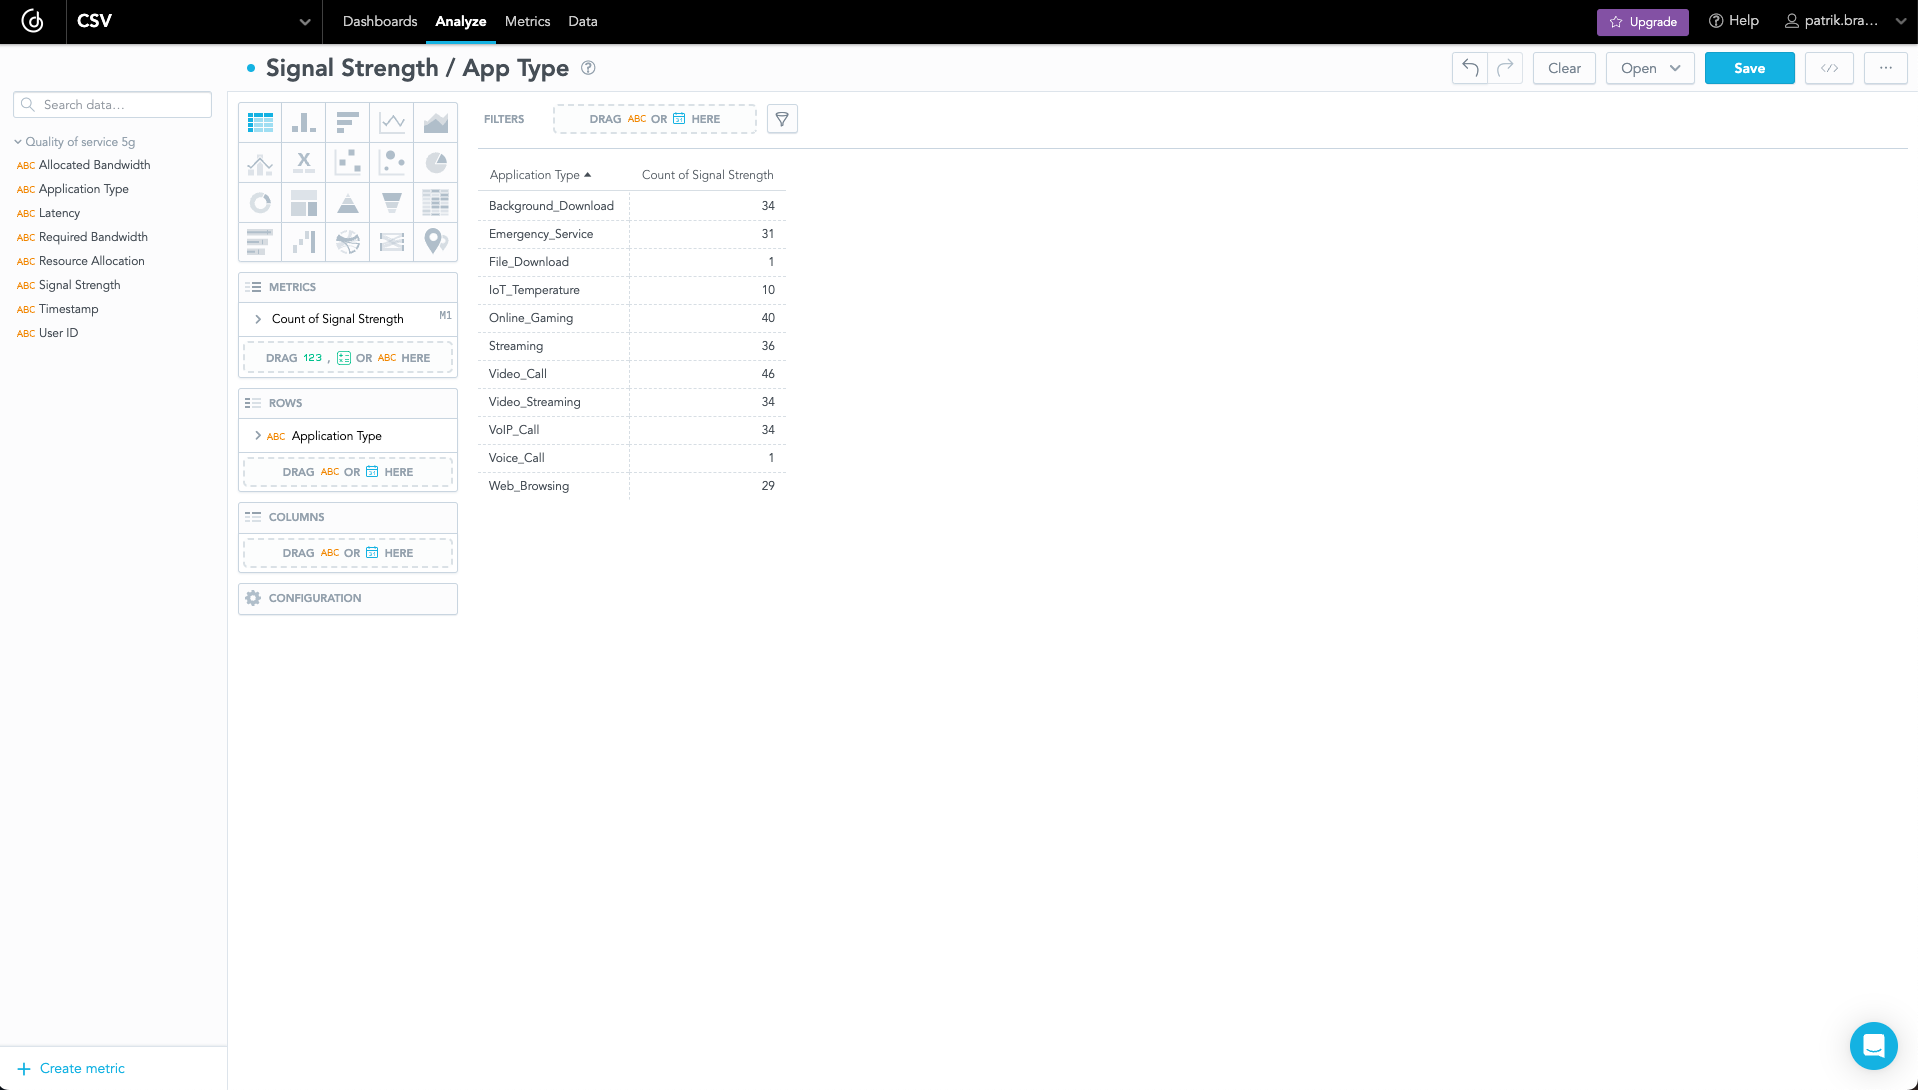 CSV
Dashboards Analyze Metrics Data
Upgrade Help patrik.bra...
Signal Strength / App Type
Clear Open Save
Search data...
Quality of service 5g
ABC Allocated Bandwidth
ABC Application Type
ABC Latency
ABC Required Bandwidth
ABC Resource Allocation
ABC Signal Strength
ABC Timestamp
ABC User ID
Create metric
METRICS
Count of Signal Strength M1
DRAG 123 , OR ABC HERE
ROWS
ABC Application Type
DRAG ABC OR HERE
COLUMNS
DRAG ABC OR HERE
CONFIGURATION
FILTERS DRAG ABC OR HERE
Application Type Count of Signal Strength
Background_Download 34
Emergency_Service 31
File_Download 1
IoT_Temperature 10
Online_Gaming 40
Streaming 36
Video_Call 46
Video_Streaming 34
VoIP_Call 34
Voice_Call 1
Web_Browsing 29